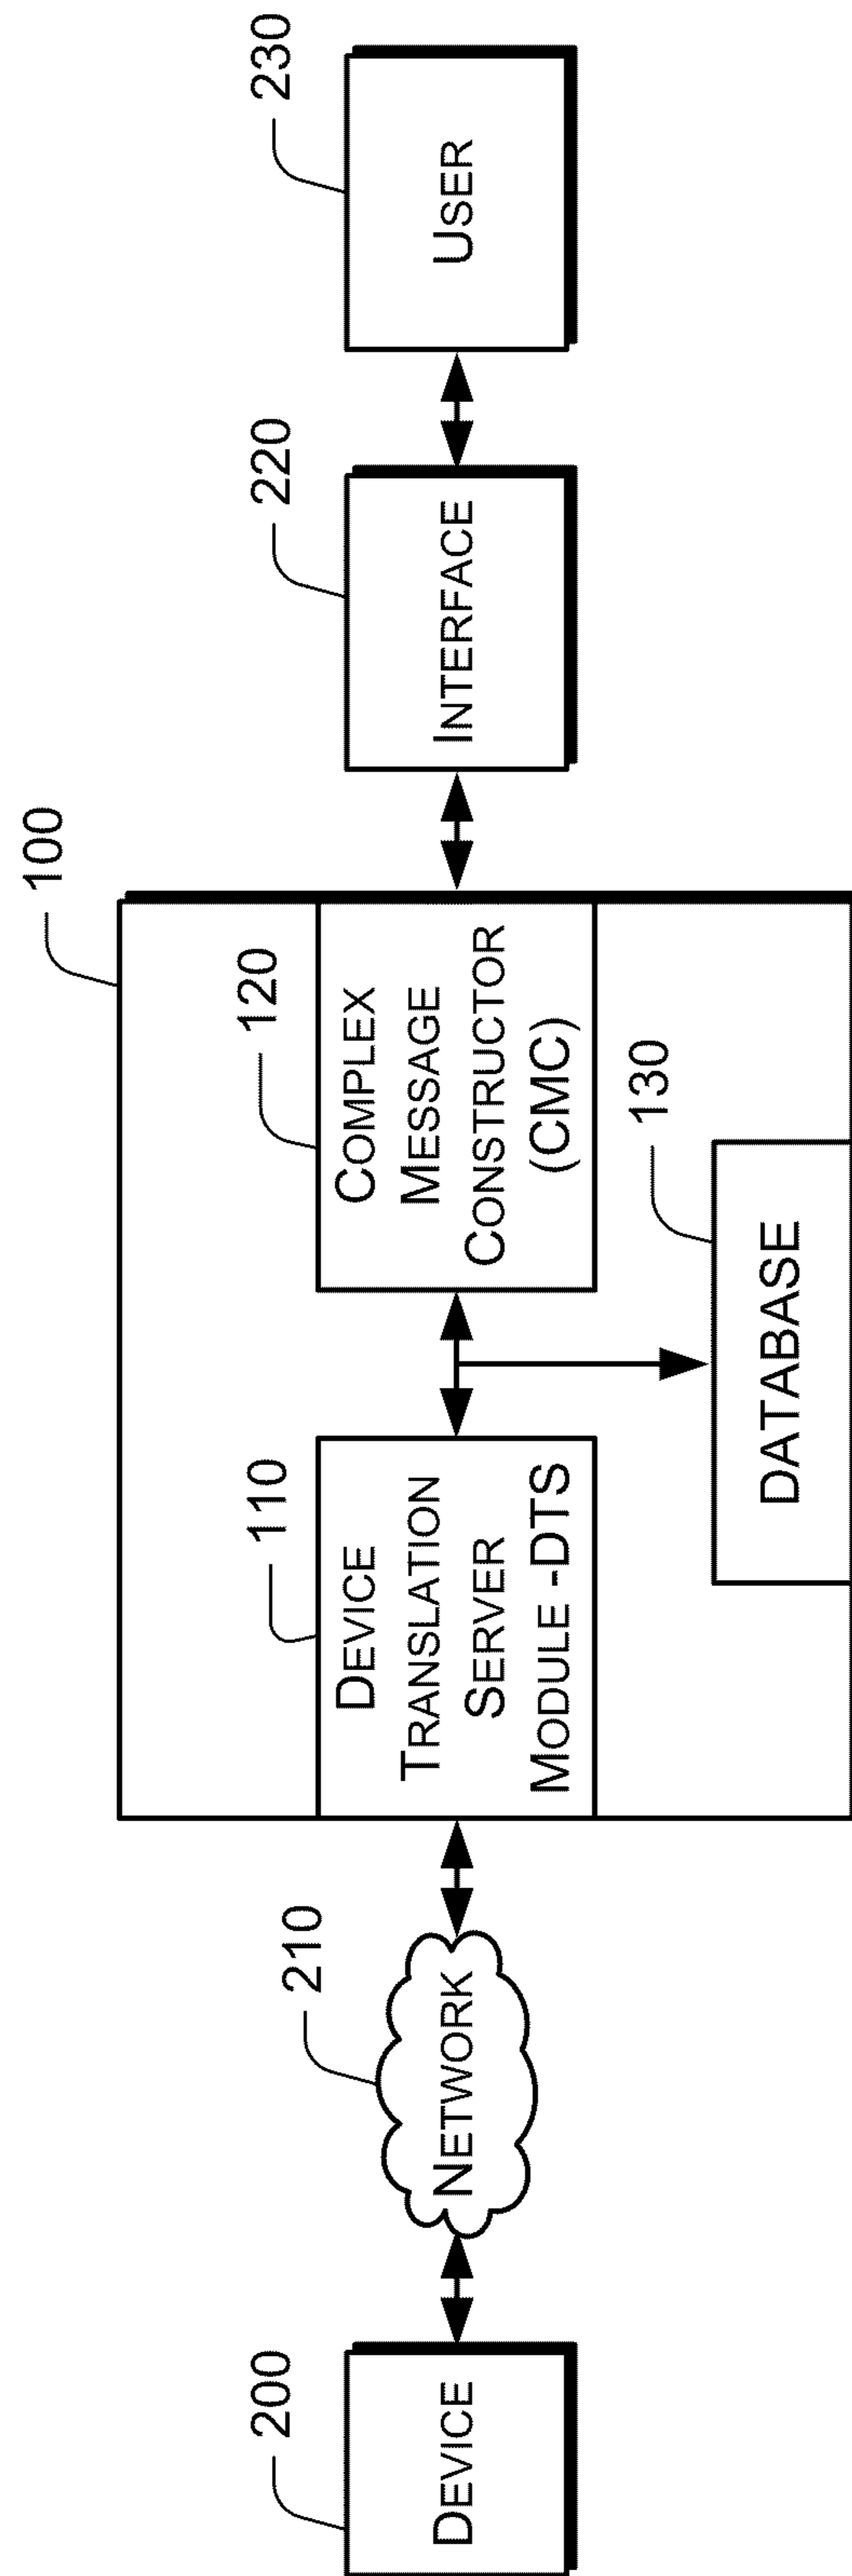 100
200
210
110
120
220
230
DEVICE
NETWORK
DEVICE
TRANSLATION
SERVER
MODULE -DTS
COMPLEX
MESSAGE
CONSTRUCTOR
(CMC)
INTERFACE
USER
130
DATABASE